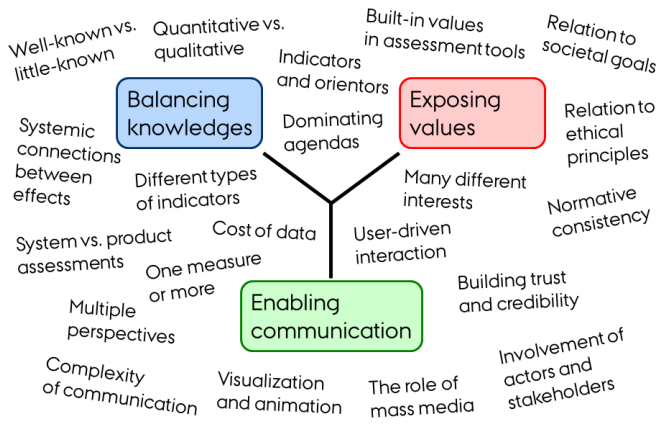 Well-known vs.
little-known
Quantitative vs.
qualitative
Indicators
and orientors
Built-in values
in assessment tools
Relation to
societal goals
Balancing
knowledges
Dominating
agendas
Exposing
values
Relation to
ethical
principles
Systemic
connections
between
effects
Different types
of indicators
Many different
interests
Normative
consistency
System vs. product
assessments
Cost of data
User-driven
interaction
One measure
or more
Building trust
and credibility
Multiple
perspectives
Enabling
communication
Involvement of
actors and
stakeholders
Complexity
of communication
Visualization
and animation
The role of
mass media